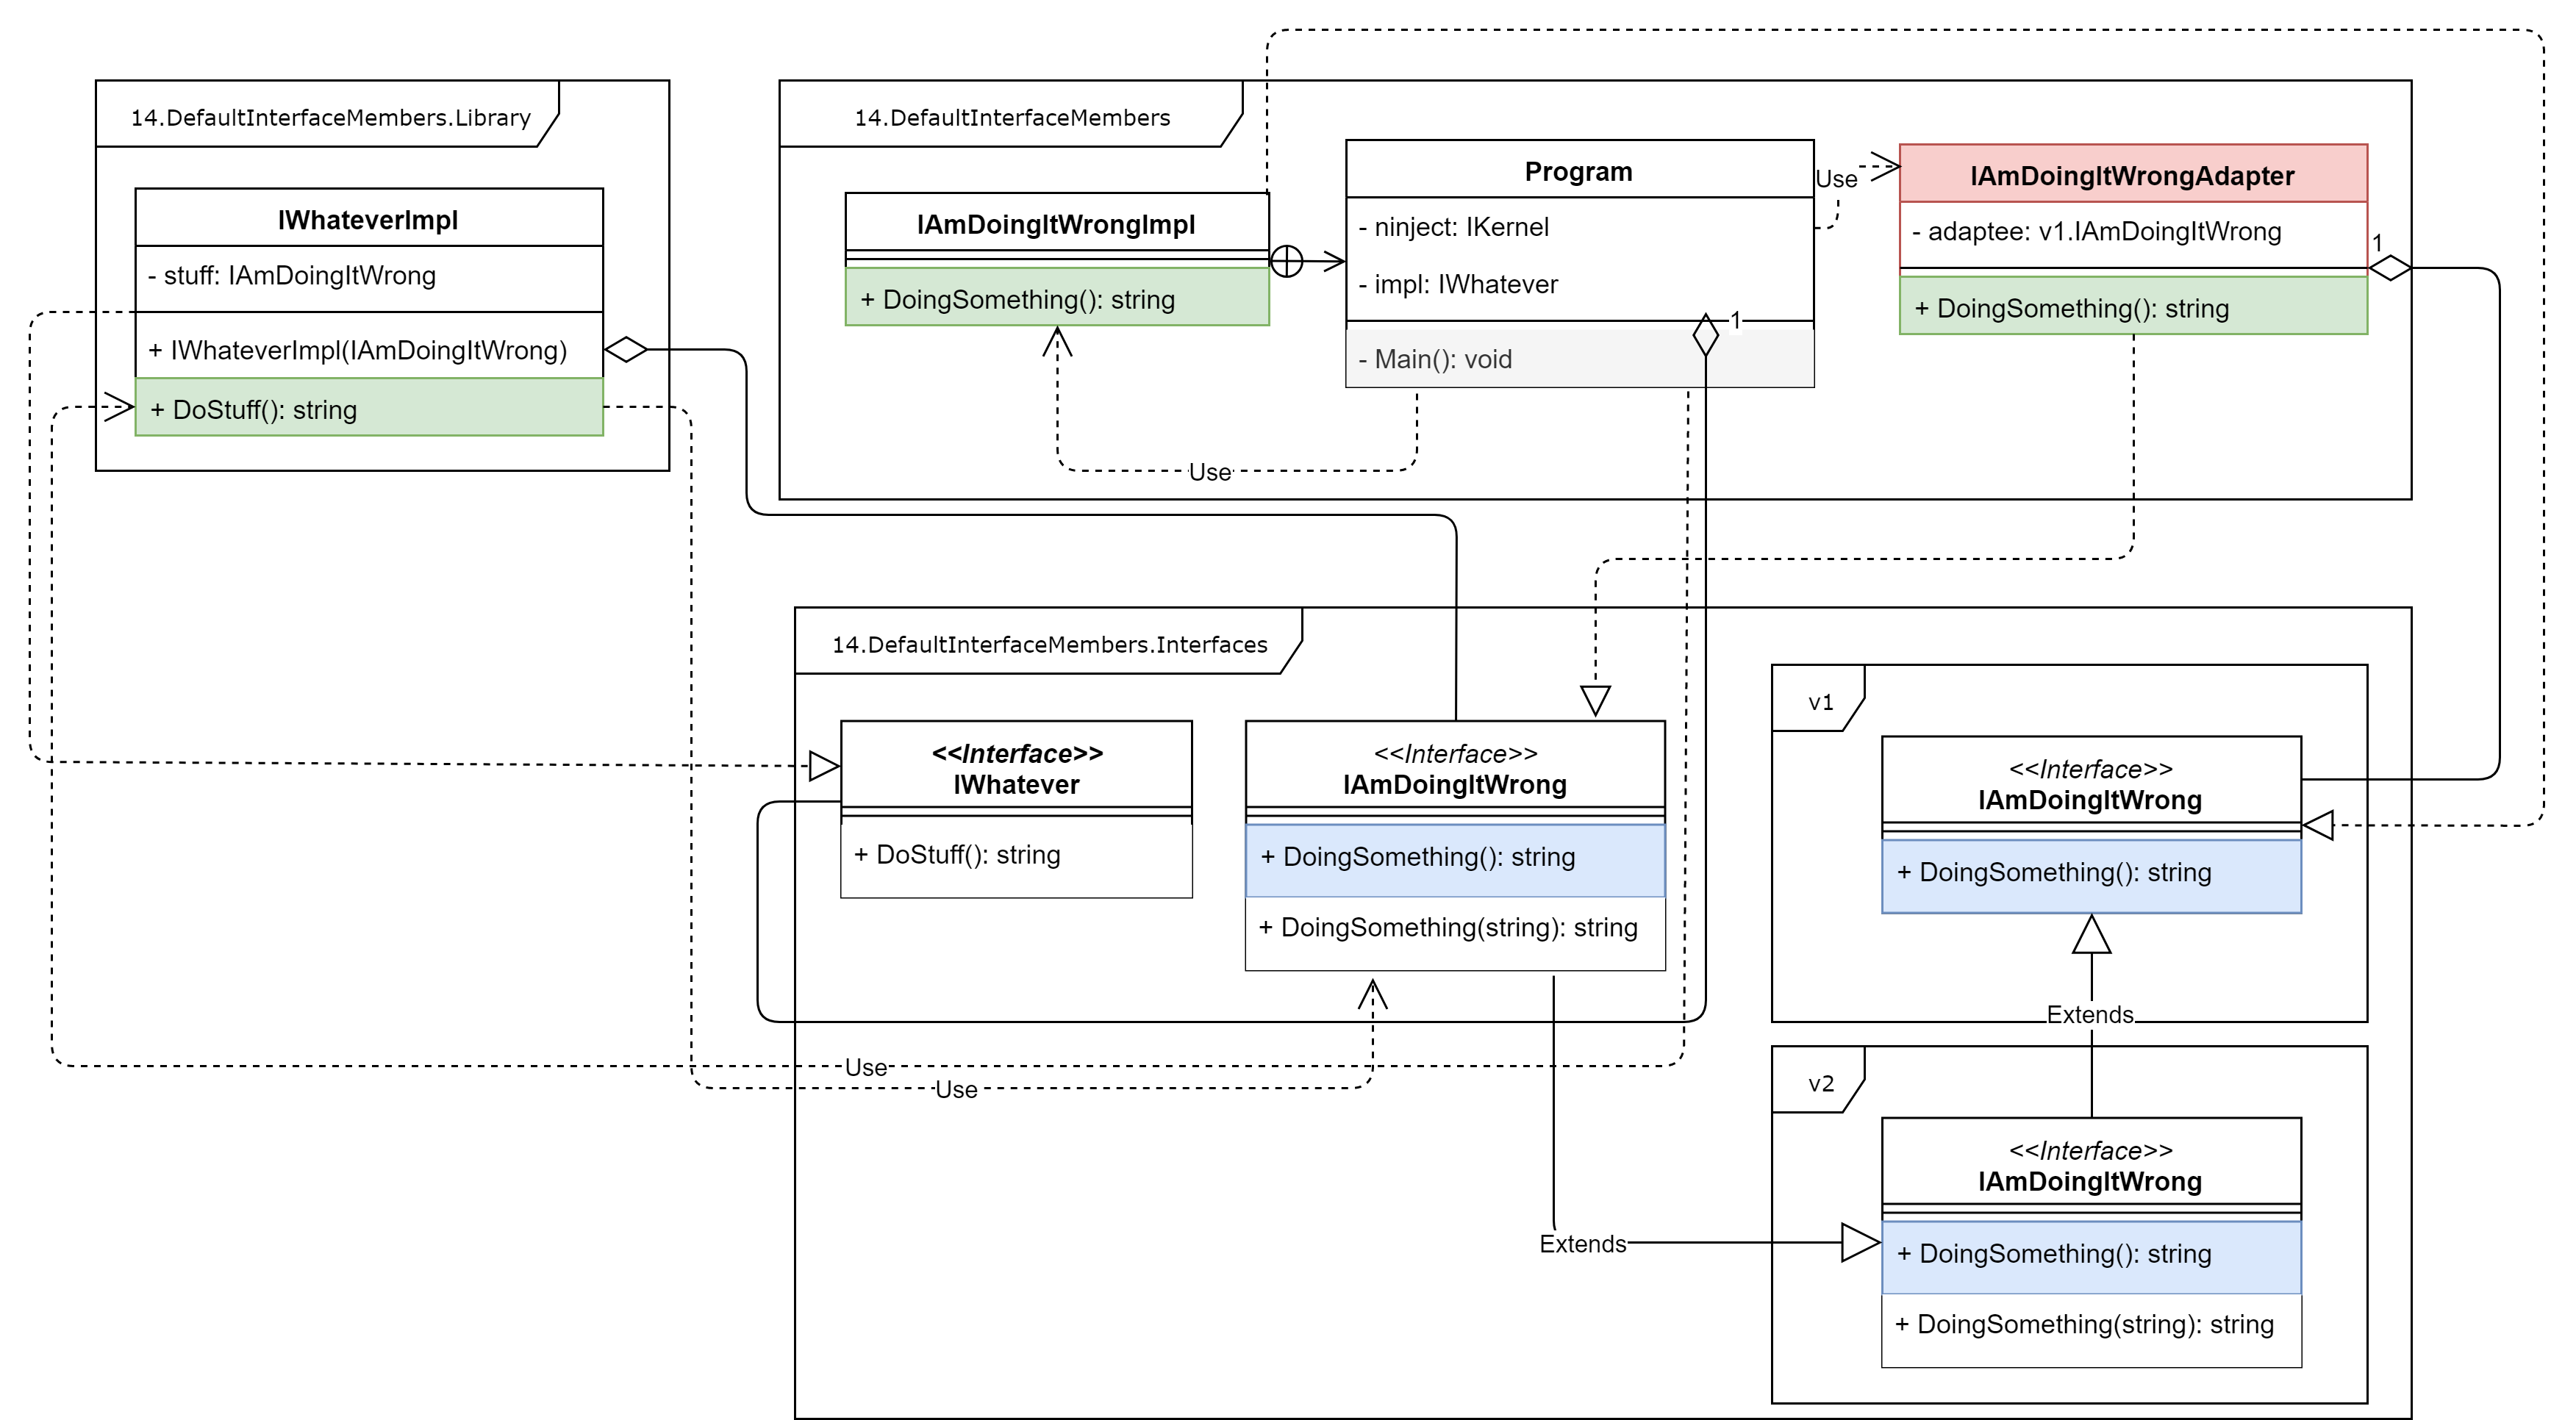 14.DefaultInterfaceMembers.Library
IWhateverImpl
- stuff: IAmDoingItWrong
+ IWhateverImpl(IAmDoingItWrong)
+ DoStuff(): string
14.DefaultInterfaceMembers
IAmDoingItWrongImpl
+ DoingSomething(): string
Program
- ninject: IKernel
- impl: IWhatever
1
- Main(): void
Use
Use
IAmDoingItWrongAdapter
- adaptee: v1.IAmDoingItWrong
1
+ DoingSomething(): string
14.DefaultInterfaceMembers.Interfaces
<<Interface>>
IWhatever
+ DoStuff(): string
<<Interface>>
IAmDoingItWrong
+ DoingSomething(): string
+ DoingSomething(string): string
Use
Use
Extends
v1
<<Interface>>
IAmDoingItWrong
+ DoingSomething(): string
Extends
v2
<<Interface>>
IAmDoingItWrong
+ DoingSomething(): string
+ DoingSomething(string): string